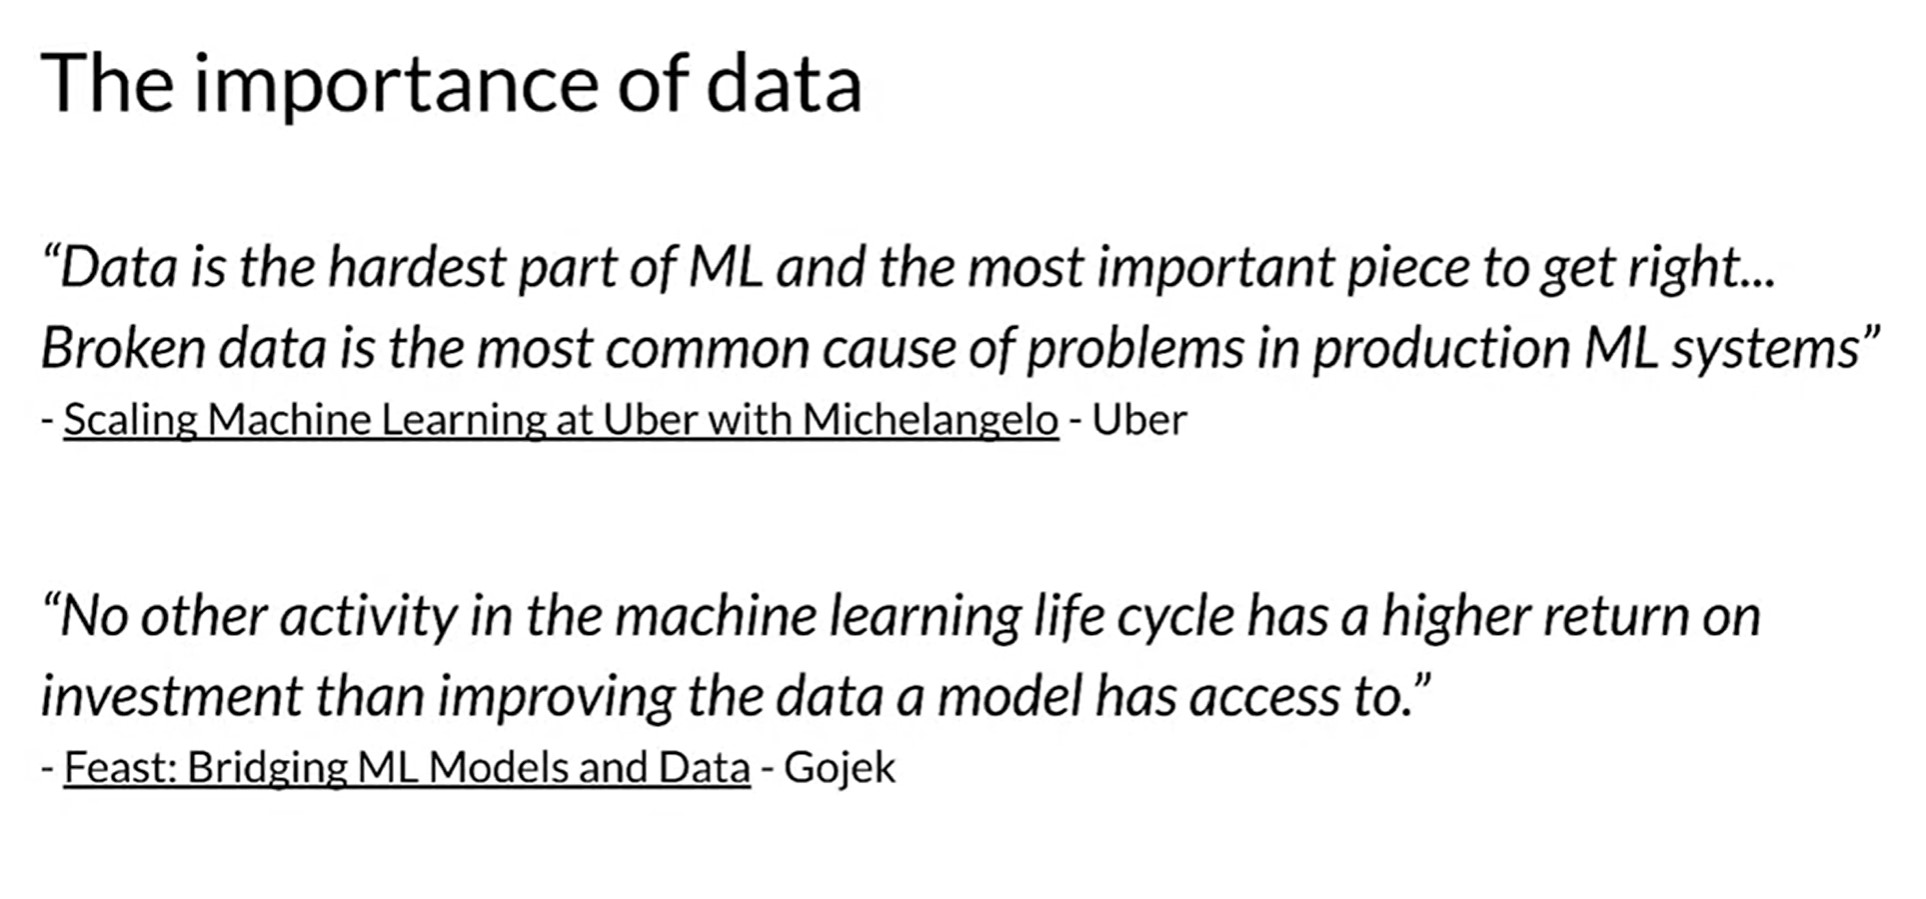 The importance of data
“Data is the hardest part of ML and the most important piece to get right...
Broken data is the most common cause of problems in production ML systems”
- Scaling Machine Learning at Uber with Michelangelo - Uber
“No other activity in the machine learning life cycle has a higher return on
investment than improving the data a model has access to.”
- Feast: Bridging ML Models and Data - Gojek